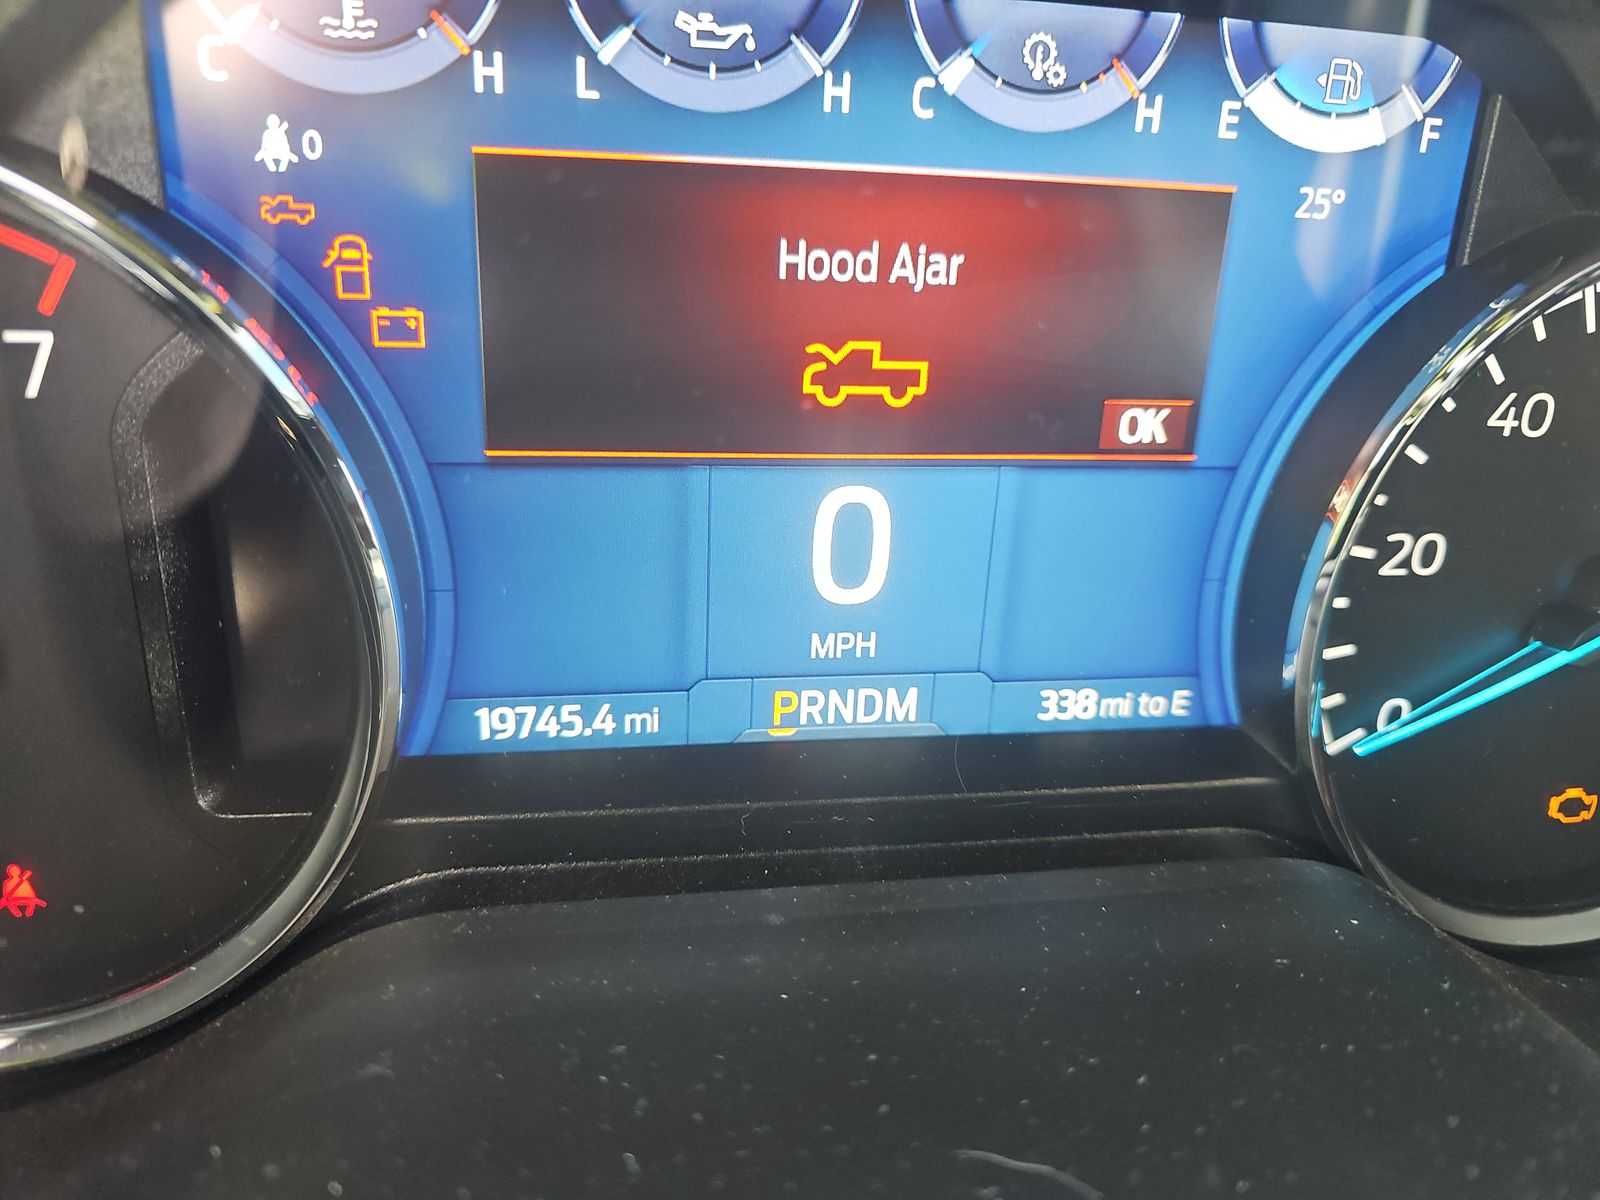 C H L H C H E F
0
25°
Hood Ajar
OK
7
40
20
0
0
MPH
19745.4 mi
PRNDM
338 mi to E